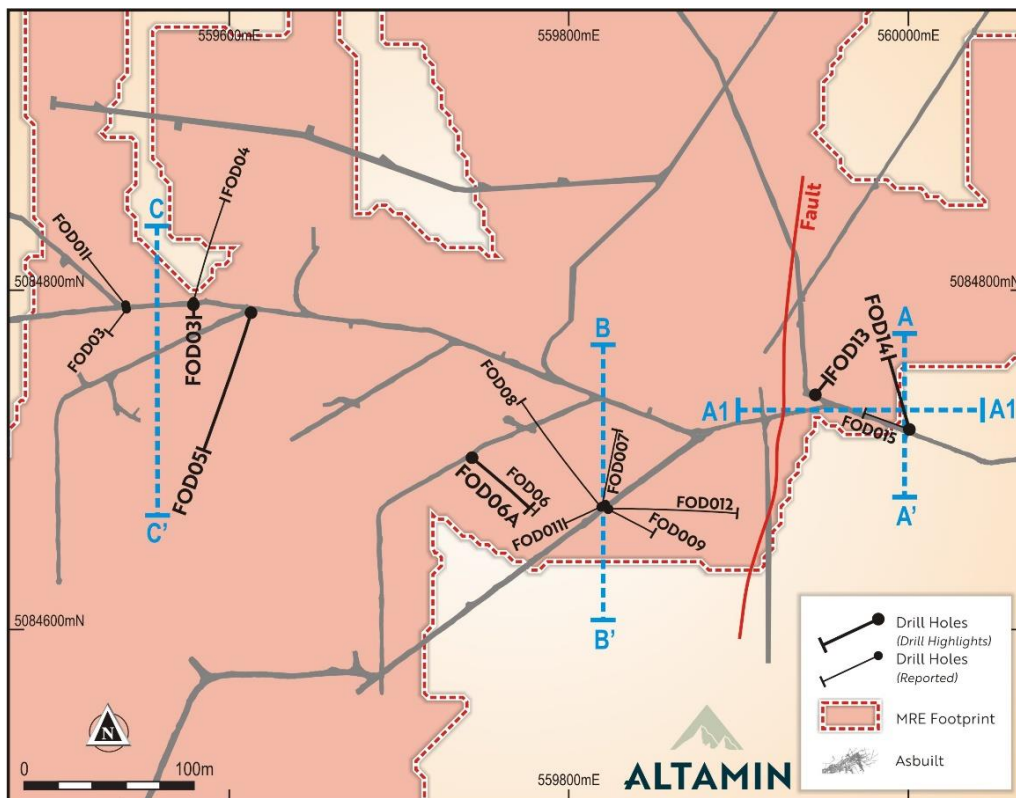 559600mE
559800mE
560000mE
FOD04
C
FOD011
Fault
5084800mN
5084800mN
FOD03
FOD03
FOD14
A
B
FOD13
FOD08
A1
A1
FOD015
FOD007
FOD05
FOD06
FOD06A
FOD012
A'
C'
FOD011
FOD009
B'
5084600mN
Drill Holes
(Drill Highlights)
Drill Holes
(Reported)
MRE Footprint
Asbuilt
N
0
100m
559800mE
ALTAMIN